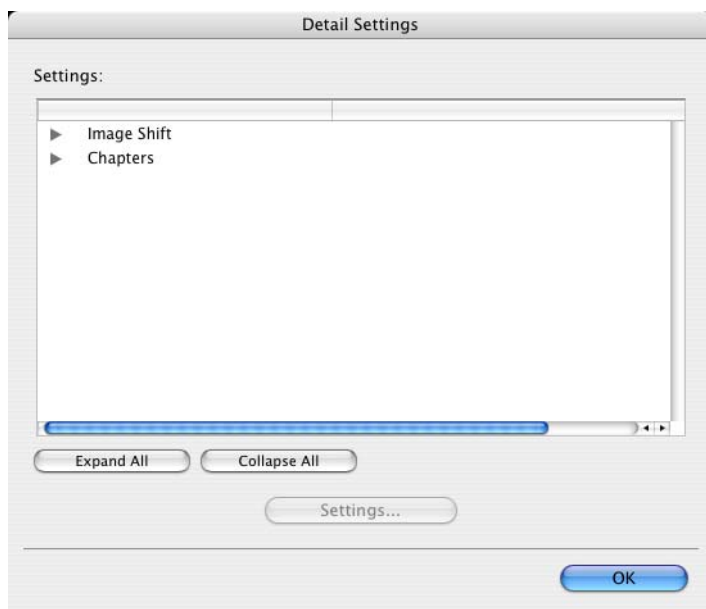 Detail Settings
Settings:
Image Shift
Chapters
Expand All Collapse All
Settings...
OK